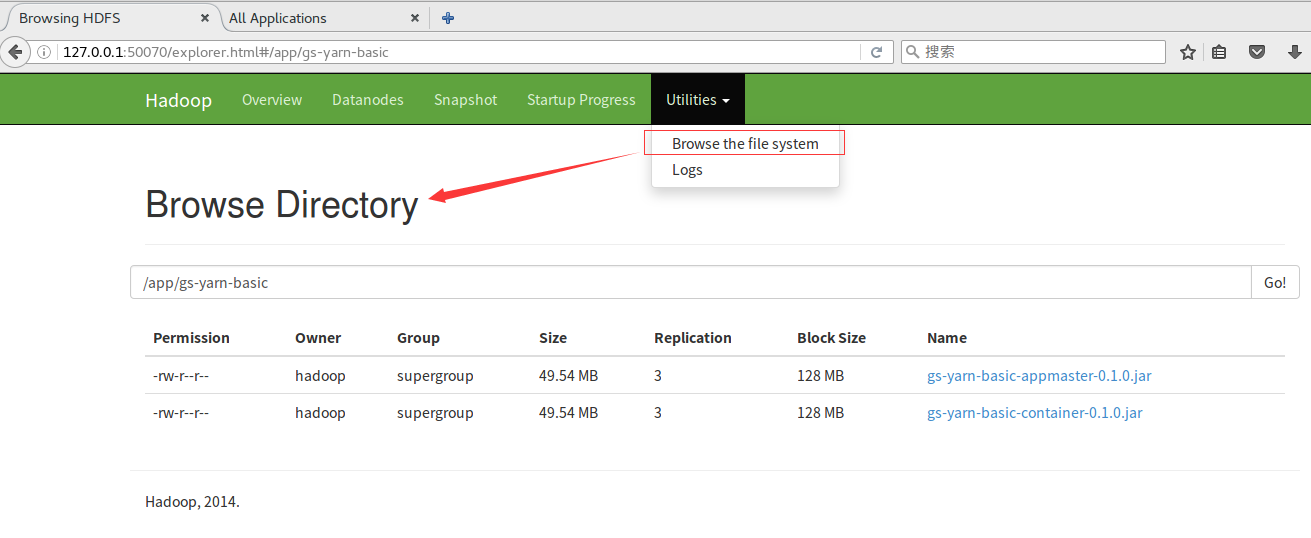 Browsing HDFS × All Applications ×
127.0.0.1:50070/explorer.html#/app/gs-yarn-basic 搜索
Hadoop Overview Datanodes Snapshot Startup Progress Utilities
Browse the file system
Logs
Browse Directory
/app/gs-yarn-basic Go!
Permission Owner Group Size Replication Block Size Name
-rw-r--r-- hadoop supergroup 49.54 MB 3 128 MB gs-yarn-basic-appmaster-0.1.0.jar
-rw-r--r-- hadoop supergroup 49.54 MB 3 128 MB gs-yarn-basic-container-0.1.0.jar
Hadoop, 2014.